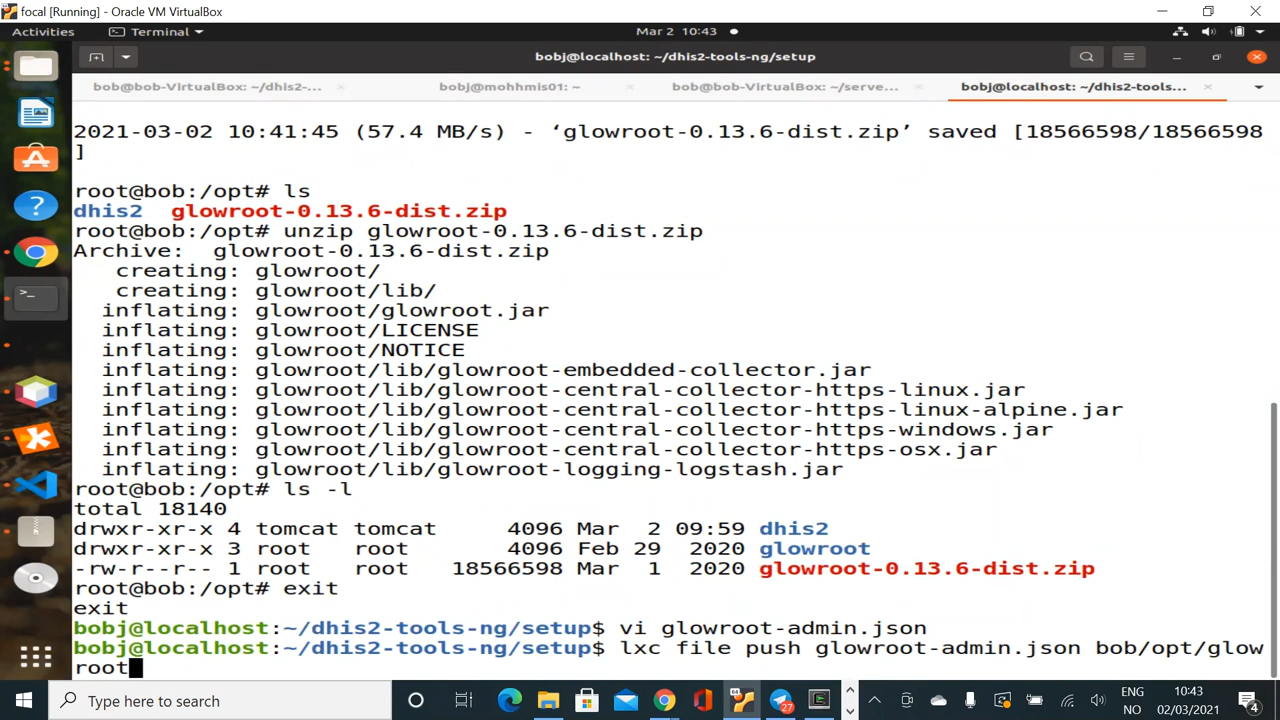 focal [Running] - Oracle VM VirtualBox
Activities
Terminal
Mar 2 10:43
bobj@localhost: ~/dhis2-tools-ng/setup
bob@bob-VirtualBox: ~/dhis2-...
bobj@mohhmis01: ~
bob@bob-VirtualBox: ~/serve...
bobj@localhost: ~/dhis2-tools...
2021-03-02 10:41:45 (57.4 MB/s) - ‘glowroot-0.13.6-dist.zip’ saved [18566598/18566598
]
root@bob:/opt# ls
dhis2  glowroot-0.13.6-dist.zip
root@bob:/opt# unzip glowroot-0.13.6-dist.zip
Archive:  glowroot-0.13.6-dist.zip
   creating: glowroot/
   creating: glowroot/lib/
  inflating: glowroot/glowroot.jar
  inflating: glowroot/LICENSE
  inflating: glowroot/NOTICE
  inflating: glowroot/lib/glowroot-embedded-collector.jar
  inflating: glowroot/lib/glowroot-central-collector-https-linux.jar
  inflating: glowroot/lib/glowroot-central-collector-https-linux-alpine.jar
  inflating: glowroot/lib/glowroot-central-collector-https-windows.jar
  inflating: glowroot/lib/glowroot-central-collector-https-osx.jar
  inflating: glowroot/lib/glowroot-logging-logstash.jar
root@bob:/opt# ls -l
total 18140
drwxr-xr-x 4 tomcat tomcat     4096 Mar  2 09:59 dhis2
drwxr-xr-x 3 root   root       4096 Feb 29  2020 glowroot
-rw-r--r-- 1 root   root   18566598 Mar  1  2020 glowroot-0.13.6-dist.zip
root@bob:/opt# exit
exit
bobj@localhost:~/dhis2-tools-ng/setup$ vi glowroot-admin.json
bobj@localhost:~/dhis2-tools-ng/setup$ lxc file push glowroot-admin.json bob/opt/glow
root
Type here to search
27
ENG
NO
10:43
02/03/2021
4